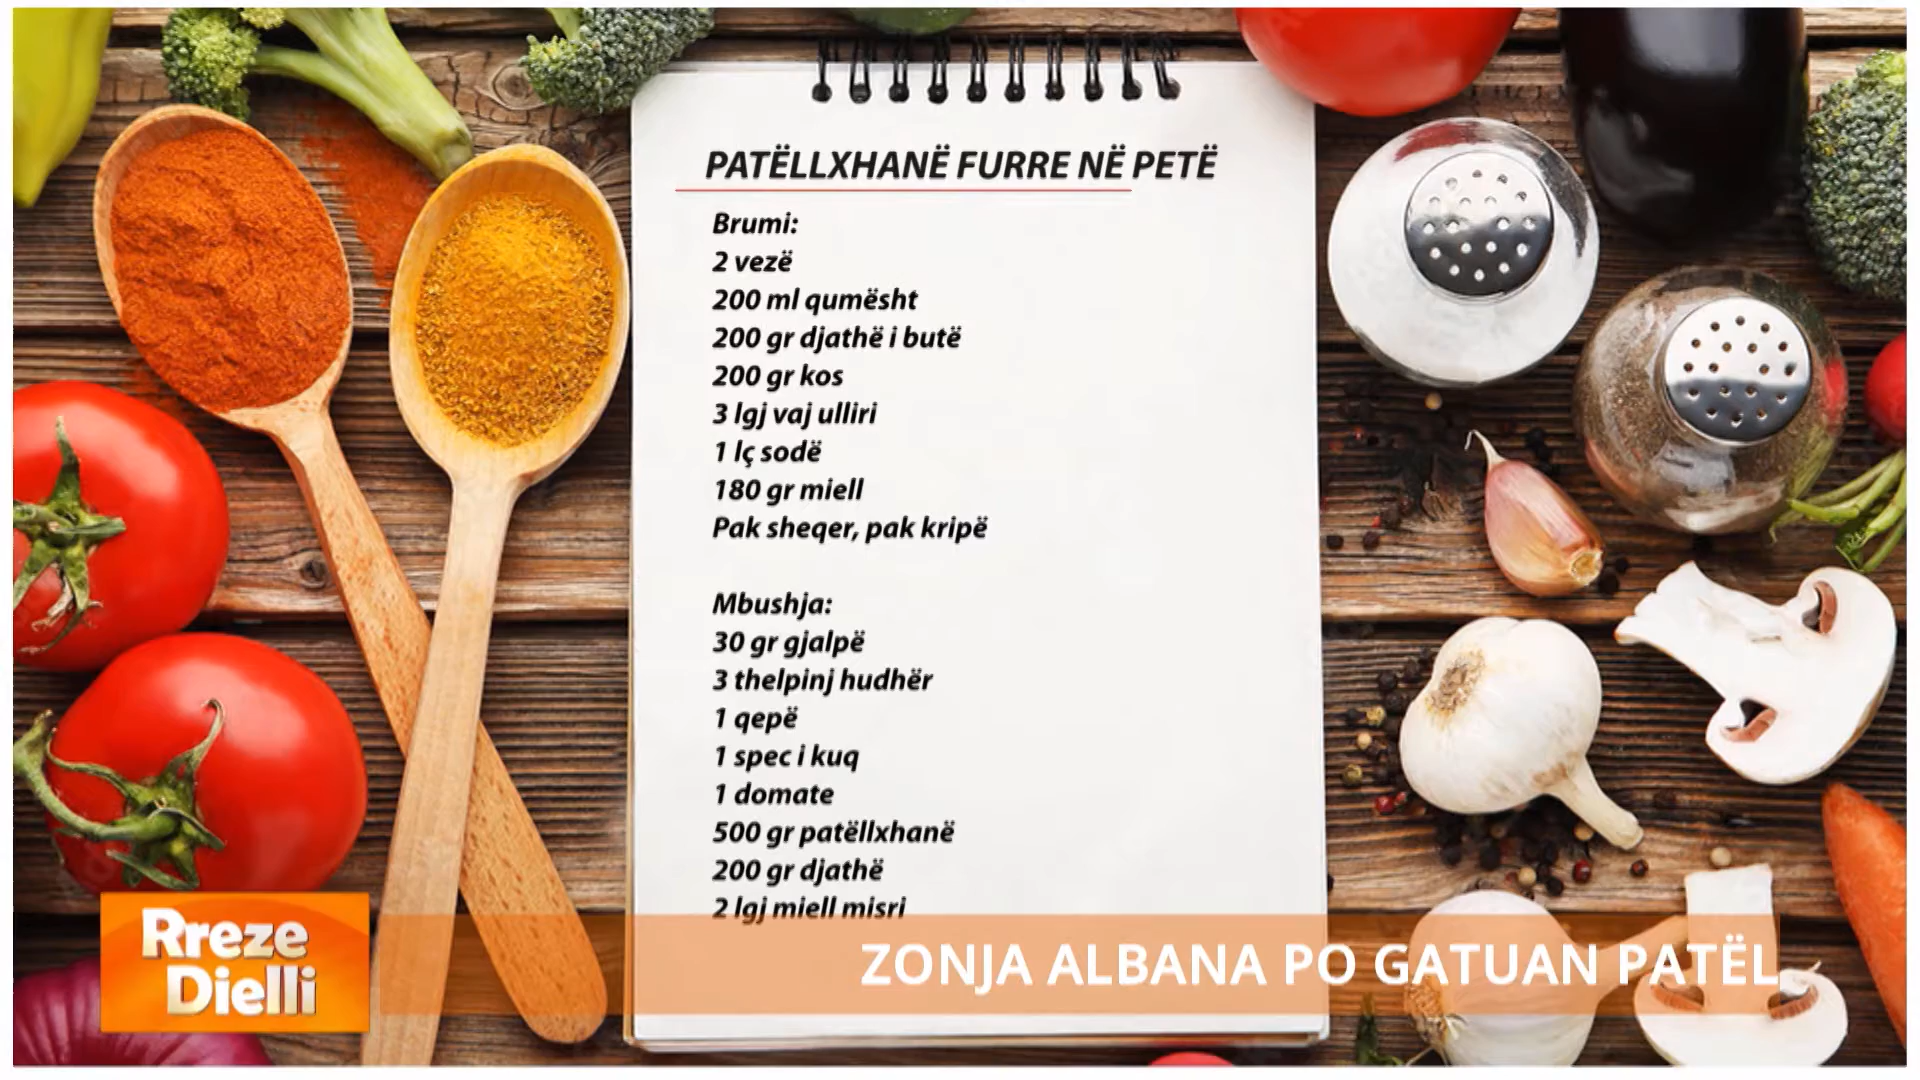 PATËLLXHANË FURRE NË PETË
Brumi:
2 vezë
200 ml qumësht
200 gr djathë i butë
200 gr kos
3 lgj vaj ulliri
1 lç sodë
180 gr miell
Pak sheqer, pak kripë
Mbushja:
30 gr gjalpë
3 thelpinj hudhër
1 qepë
1 spec i kuq
1 domate
500 gr patëllxhanë
200 gr djathë
2 lgj miell misri
Rreze
Dielli
ZONJA ALBANA PO GATUAN PATËL